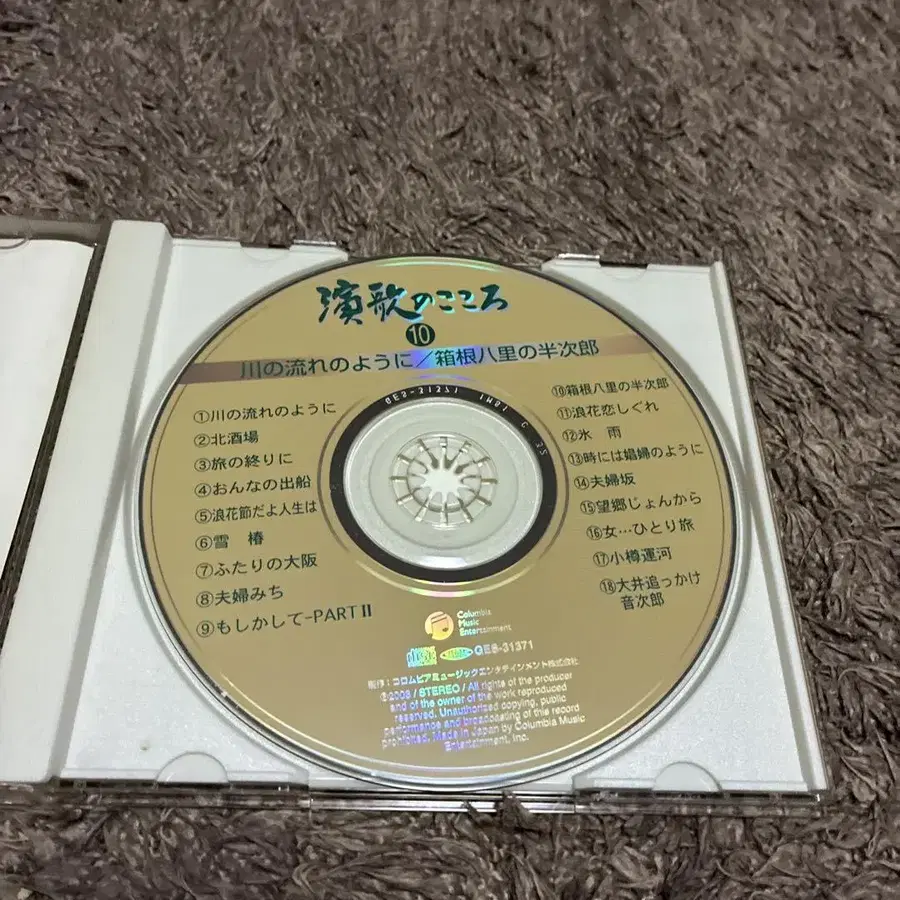 演歌のこころ
10
川の流れのように/箱根八里の半次郎
①川の流れのように
②北酒場
③旅の終りに
④おんなの出船
⑤浪花節だよ人生は
⑥雪 椿
⑦ふたりの大阪
⑧夫婦みち
⑨もしかして-PARTⅡ
⑩箱根八里の半次郎
⑪浪花恋しぐれ
⑫氷 雨
⑬時には娼婦のように
⑭夫婦坂
⑮望郷じょんから
⑯女…ひとり旅
⑰小樽運河
⑱大井追っかけ
音次郎
Columbia
Music
Entertainment
GES-31371
製作:コロムビアミュージックエンタテインメント株式会社
Ⓟ2003 / STEREO / All rights of the producer
and of the owner of the work reproduced
reserved. Unauthorized copying, public
performance and broadcasting of this record
prohibited. Made in Japan by Columbia Music
Entertainment, Inc.